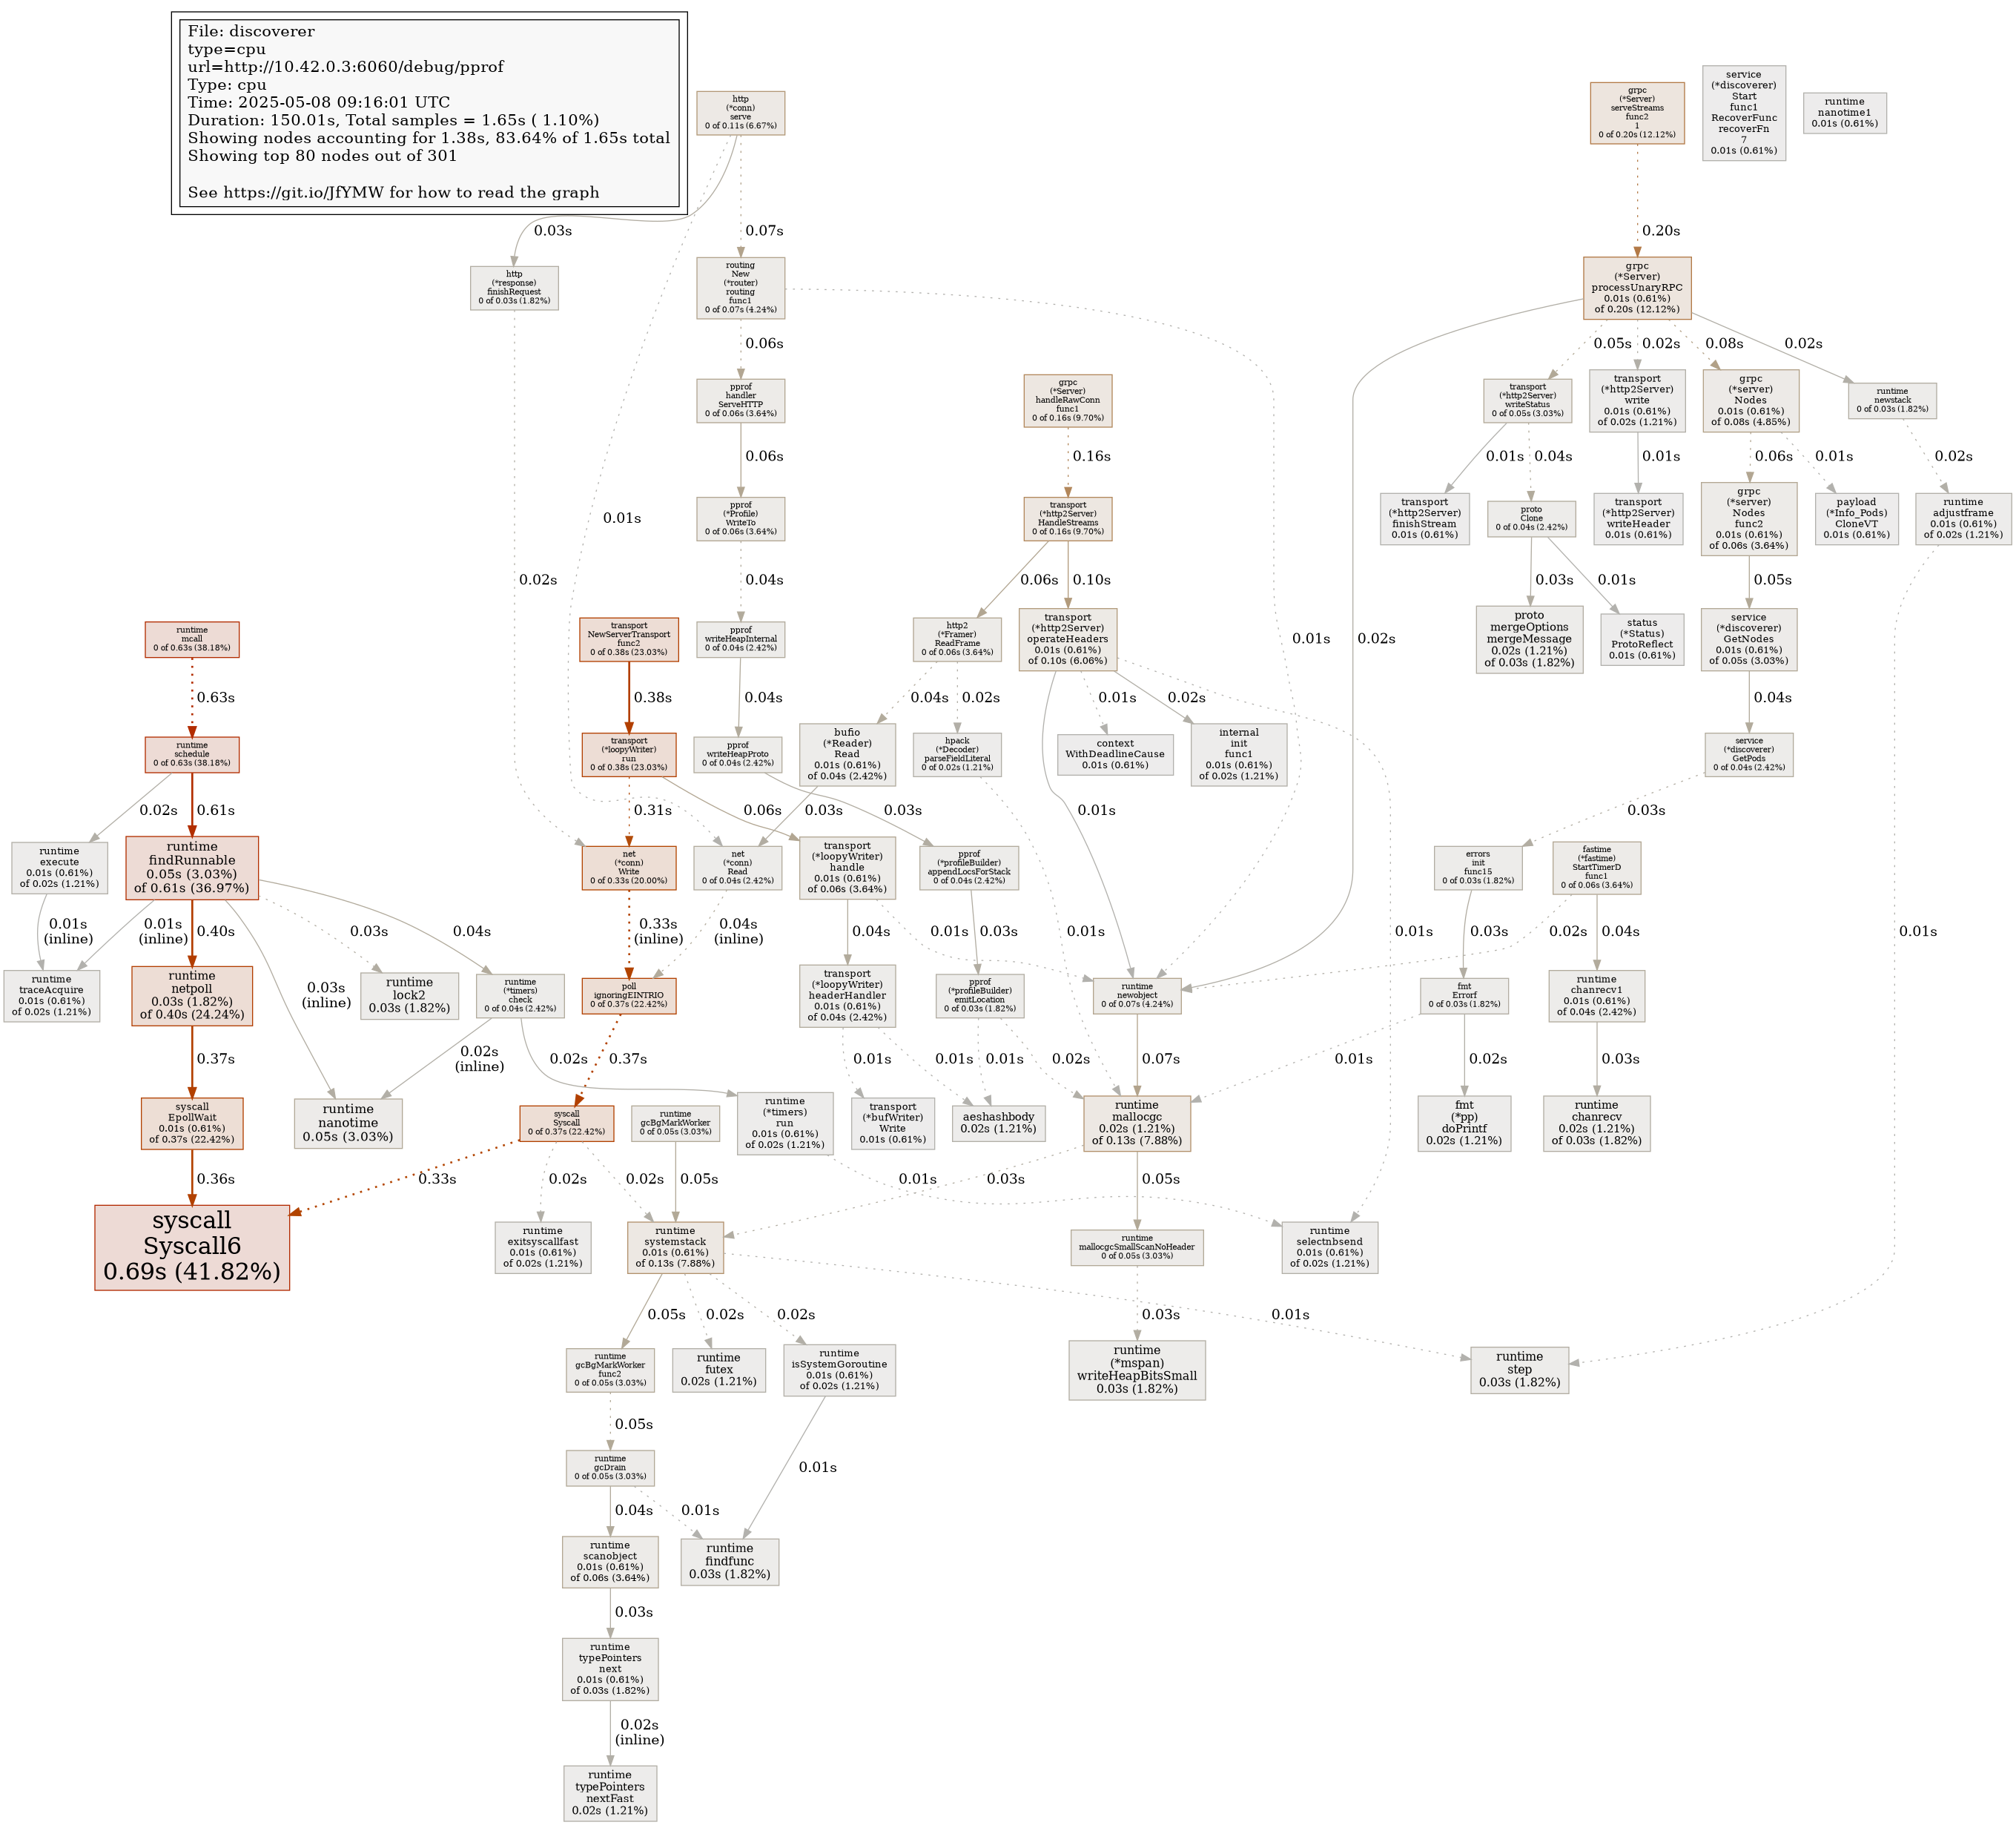 File: discoverer
type=cpu
url=http://10.42.0.3:6060/debug/pprof
Type: cpu
Time: 2025-05-08 09:16:01 UTC
Duration: 150.01s, Total samples = 1.65s ( 1.10%)
Showing nodes accounting for 1.38s, 83.64% of 1.65s total
Showing top 80 nodes out of 301
See https://git.io/JfYMW for how to read the graph
http
(*conn)
serve
0 of 0.11s (6.67%)
grpc
(*Server)
serveStreams
func2
1
0 of 0.20s (12.12%)
service
(*discoverer)
Start
func1
RecoverFunc
recoverFn
7
0.01s (0.61%)
runtime
nanotime1
0.01s (0.61%)
0.03s
0.07s
0.20s
http
(*response)
finishRequest
0 of 0.03s (1.82%)
routing
New
(*router)
routing
func1
0 of 0.07s (4.24%)
grpc
(*Server)
processUnaryRPC
0.01s (0.61%)
of 0.20s (12.12%)
0.06s
0.05s
0.02s
0.08s
0.02s
pprof
handler
ServeHTTP
0 of 0.06s (3.64%)
grpc
(*Server)
handleRawConn
func1
0 of 0.16s (9.70%)
transport
(*http2Server)
writeStatus
0 of 0.05s (3.03%)
transport
(*http2Server)
write
0.01s (0.61%)
of 0.02s (1.21%)
grpc
(*server)
Nodes
0.01s (0.61%)
of 0.08s (4.85%)
runtime
newstack
0 of 0.03s (1.82%)
0.06s
0.16s
0.01s
0.04s
0.01s
0.06s
0.01s
0.02s
0.01s
pprof
(*Profile)
WriteTo
0 of 0.06s (3.64%)
transport
(*http2Server)
HandleStreams
0 of 0.16s (9.70%)
transport
(*http2Server)
finishStream
0.01s (0.61%)
proto
Clone
0 of 0.04s (2.42%)
transport
(*http2Server)
writeHeader
0.01s (0.61%)
grpc
(*server)
Nodes
func2
0.01s (0.61%)
of 0.06s (3.64%)
payload
(*Info_Pods)
CloneVT
0.01s (0.61%)
runtime
adjustframe
0.01s (0.61%)
of 0.02s (1.21%)
0.02s
0.04s
0.06s
0.10s
0.03s
0.01s
0.05s
runtime
mcall
0 of 0.63s (38.18%)
transport
NewServerTransport
func2
0 of 0.38s (23.03%)
pprof
writeHeapInternal
0 of 0.04s (2.42%)
http2
(*Framer)
ReadFrame
0 of 0.06s (3.64%)
transport
(*http2Server)
operateHeaders
0.01s (0.61%)
of 0.10s (6.06%)
0.01s
0.02s
proto
mergeOptions
mergeMessage
0.02s (1.21%)
of 0.03s (1.82%)
status
(*Status)
ProtoReflect
0.01s (0.61%)
service
(*discoverer)
GetNodes
0.01s (0.61%)
of 0.05s (3.03%)
0.63s
0.38s
0.04s
0.04s
0.02s
0.01s
0.02s
0.04s
runtime
schedule
0 of 0.63s (38.18%)
transport
(*loopyWriter)
run
0 of 0.38s (23.03%)
pprof
writeHeapProto
0 of 0.04s (2.42%)
bufio
(*Reader)
Read
0.01s (0.61%)
of 0.04s (2.42%)
hpack
(*Decoder)
parseFieldLiteral
0 of 0.02s (1.21%)
context
WithDeadlineCause
0.01s (0.61%)
internal
init
func1
0.01s (0.61%)
of 0.02s (1.21%)
service
(*discoverer)
GetPods
0 of 0.04s (2.42%)
0.02s
0.61s
0.31s
0.06s
0.03s
0.03s
0.01s
0.03s
runtime
execute
0.01s (0.61%)
of 0.02s (1.21%)
runtime
findRunnable
0.05s (3.03%)
of 0.61s (36.97%)
net
(*conn)
Write
0 of 0.33s (20.00%)
net
(*conn)
Read
0 of 0.04s (2.42%)
transport
(*loopyWriter)
handle
0.01s (0.61%)
of 0.06s (3.64%)
pprof
(*profileBuilder)
appendLocsForStack
0 of 0.04s (2.42%)
errors
init
func15
0 of 0.03s (1.82%)
fastime
(*fastime)
StartTimerD
func1
0 of 0.06s (3.64%)
0.01s
(inline)
0.01s
(inline)
0.40s
0.03s
0.04s
0.33s
(inline)
0.04s
(inline)
0.04s
0.01s
0.03s
0.01s
0.01s
0.03s
0.02s
0.04s
0.01s
runtime
traceAcquire
0.01s (0.61%)
of 0.02s (1.21%)
runtime
netpoll
0.03s (1.82%)
of 0.40s (24.24%)
0.03s
(inline)
runtime
lock2
0.03s (1.82%)
runtime
(*timers)
check
0 of 0.04s (2.42%)
poll
ignoringEINTRIO
0 of 0.37s (22.42%)
transport
(*loopyWriter)
headerHandler
0.01s (0.61%)
of 0.04s (2.42%)
pprof
(*profileBuilder)
emitLocation
0 of 0.03s (1.82%)
runtime
newobject
0 of 0.07s (4.24%)
fmt
Errorf
0 of 0.03s (1.82%)
runtime
chanrecv1
0.01s (0.61%)
of 0.04s (2.42%)
0.37s
0.02s
(inline)
0.02s
0.37s
0.01s
0.01s
0.01s
0.02s
0.07s
0.01s
0.02s
0.03s
syscall
EpollWait
0.01s (0.61%)
of 0.37s (22.42%)
runtime
nanotime
0.05s (3.03%)
syscall
Syscall
0 of 0.37s (22.42%)
runtime
gcBgMarkWorker
0 of 0.05s (3.03%)
runtime
(*timers)
run
0.01s (0.61%)
of 0.02s (1.21%)
transport
(*bufWriter)
Write
0.01s (0.61%)
aeshashbody
0.02s (1.21%)
runtime
mallocgc
0.02s (1.21%)
of 0.13s (7.88%)
fmt
(*pp)
doPrintf
0.02s (1.21%)
runtime
chanrecv
0.02s (1.21%)
of 0.03s (1.82%)
0.36s
0.33s
0.02s
0.02s
0.05s
0.01s
0.03s
0.05s
syscall
Syscall6
0.69s (41.82%)
runtime
exitsyscallfast
0.01s (0.61%)
of 0.02s (1.21%)
runtime
systemstack
0.01s (0.61%)
of 0.13s (7.88%)
runtime
mallocgcSmallScanNoHeader
0 of 0.05s (3.03%)
runtime
selectnbsend
0.01s (0.61%)
of 0.02s (1.21%)
0.05s
0.02s
0.02s
0.03s
0.01s
runtime
gcBgMarkWorker
func2
0 of 0.05s (3.03%)
runtime
futex
0.02s (1.21%)
runtime
isSystemGoroutine
0.01s (0.61%)
of 0.02s (1.21%)
runtime
(*mspan)
writeHeapBitsSmall
0.03s (1.82%)
runtime
step
0.03s (1.82%)
0.05s
0.01s
runtime
gcDrain
0 of 0.05s (3.03%)
0.04s
0.01s
runtime
scanobject
0.01s (0.61%)
of 0.06s (3.64%)
runtime
findfunc
0.03s (1.82%)
0.03s
runtime
typePointers
next
0.01s (0.61%)
of 0.03s (1.82%)
0.02s
(inline)
runtime
typePointers
nextFast
0.02s (1.21%)